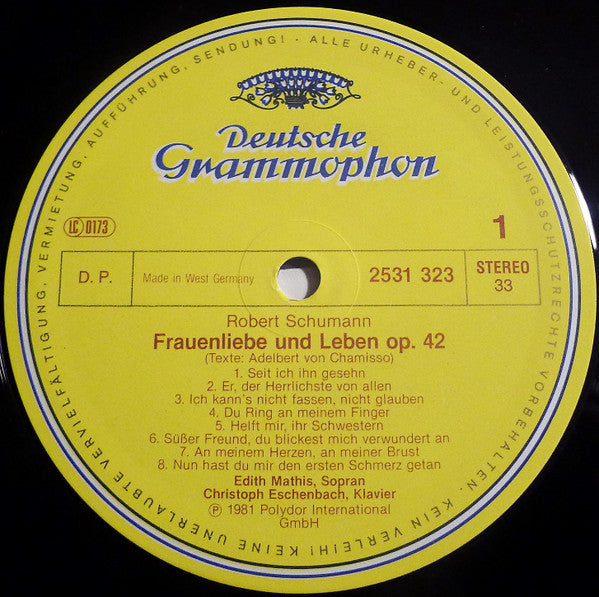 ALLE URHEBER- UND LEISTUNGSSCHUTZRECHTE VORBEHALTEN. KEIN VERLEIH! KEINE UNERLAUBTE VERVIELFÄLTIGUNG, VERMIETUNG, AUFFÜHRUNG, SENDUNG! -
Deutsche
Grammophon
LC 0173
1
D. P.
Made in West Germany
2531 323
STEREO
33
Robert Schumann
Frauenliebe und Leben op. 42
(Texte: Adelbert von Chamisso)
1. Seit ich ihn gesehn
2. Er, der Herrlichste von allen
3. Ich kann's nicht fassen, nicht glauben
4. Du Ring an meinem Finger
5. Helft mir, ihr Schwestern
6. Süßer Freund, du blickest mich verwundert an
7. An meinem Herzen, an meiner Brust
8. Nun hast du mir den ersten Schmerz getan
Edith Mathis, Sopran
Christoph Eschenbach, Klavier
Ⓟ 1981 Polydor International
GmbH